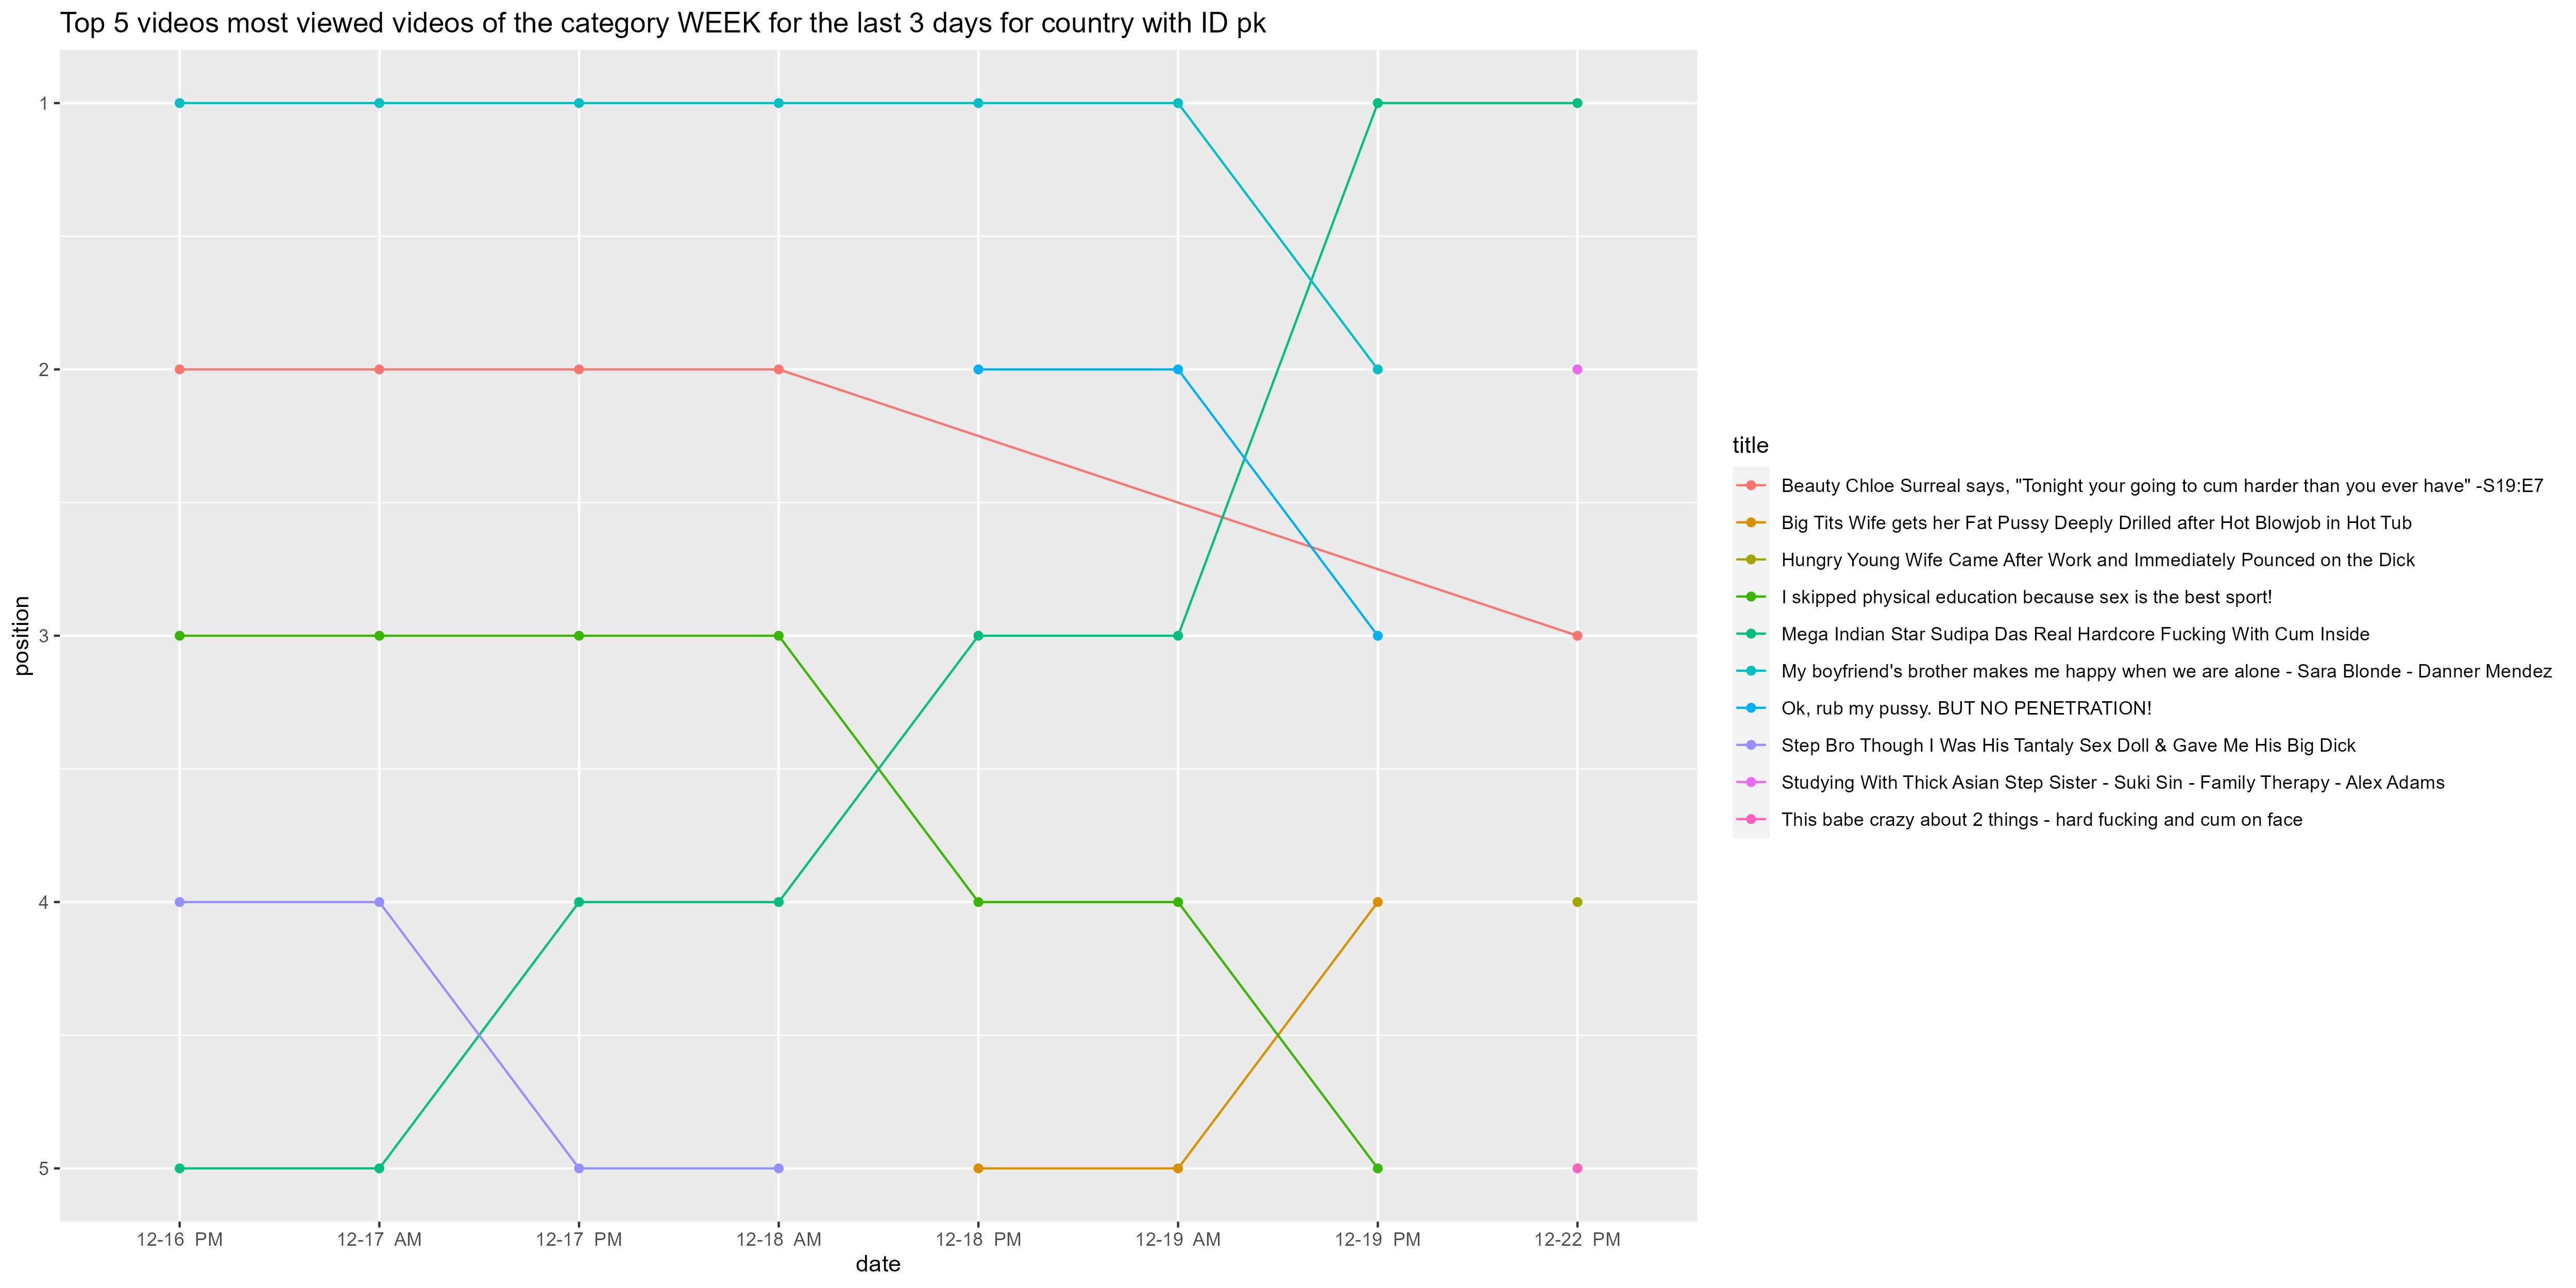 Top 5 videos most viewed videos of the category WEEK for the last 3 days for country with ID pk
1
2
3
4
5
position
12-16 PM
12-17 AM
12-17 PM
12-18 AM
12-18 PM
12-19 AM
12-19 PM
12-22 PM
date
title
Beauty Chloe Surreal says, "Tonight your going to cum harder than you ever have" -S19:E7
Big Tits Wife gets her Fat Pussy Deeply Drilled after Hot Blowjob in Hot Tub
Hungry Young Wife Came After Work and Immediately Pounced on the Dick
I skipped physical education because sex is the best sport!
Mega Indian Star Sudipa Das Real Hardcore Fucking With Cum Inside
My boyfriend's brother makes me happy when we are alone - Sara Blonde - Danner Mendez
Ok, rub my pussy. BUT NO PENETRATION!
Step Bro Though I Was His Tantaly Sex Doll & Gave Me His Big Dick
Studying With Thick Asian Step Sister - Suki Sin - Family Therapy - Alex Adams
This babe crazy about 2 things - hard fucking and cum on face